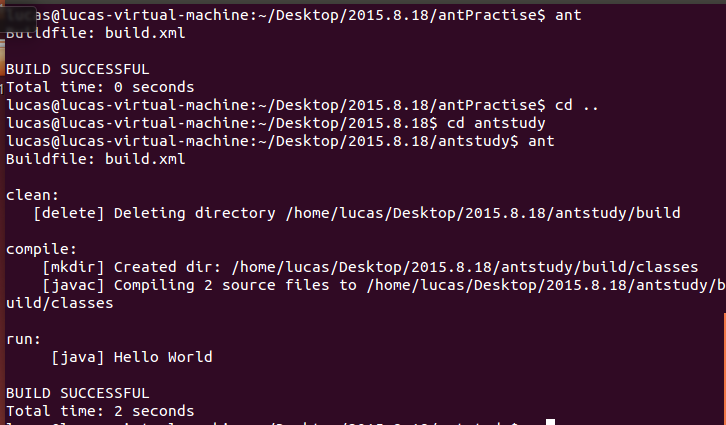 lucas@lucas-virtual-machine:~/Desktop/2015.8.18/antPractise$ ant
Buildfile: build.xml
BUILD SUCCESSFUL
Total time: 0 seconds
lucas@lucas-virtual-machine:~/Desktop/2015.8.18/antPractise$ cd ..
lucas@lucas-virtual-machine:~/Desktop/2015.8.18$ cd antstudy
lucas@lucas-virtual-machine:~/Desktop/2015.8.18/antstudy$ ant
Buildfile: build.xml
clean:
[delete] Deleting directory /home/lucas/Desktop/2015.8.18/antstudy/build
compile:
[mkdir] Created dir: /home/lucas/Desktop/2015.8.18/antstudy/build/classes
[javac] Compiling 2 source files to /home/lucas/Desktop/2015.8.18/antstudy/b
uild/classes
run:
[java] Hello World
BUILD SUCCESSFUL
Total time: 2 seconds